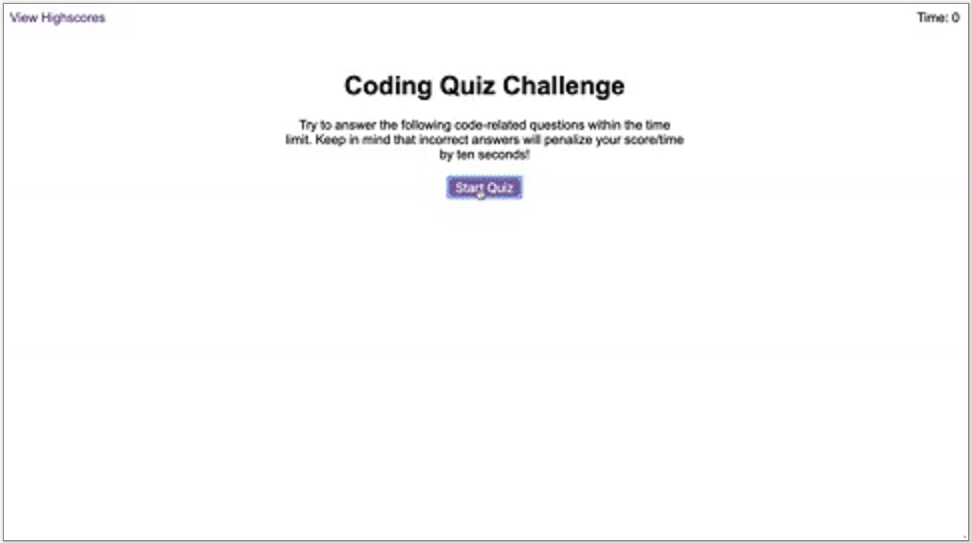 View Highscores
Time: 0
Coding Quiz Challenge
Try to answer the following code-related questions within the time
limit. Keep in mind that incorrect answers will penalize your score/time
by ten seconds!
Start Quiz